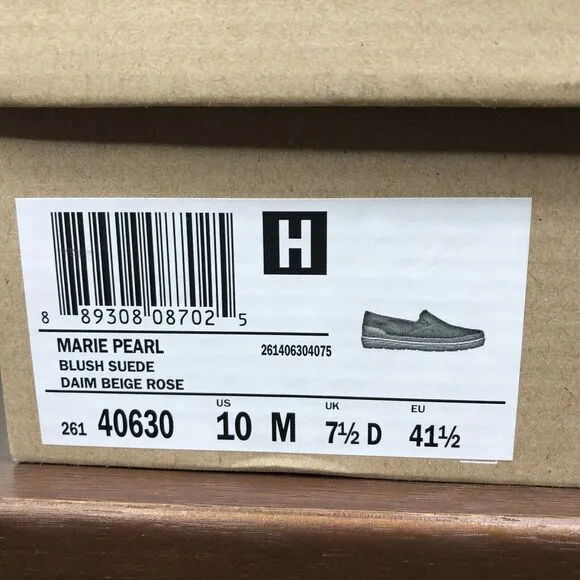 H
8 89308 08702 5
MARIE PEARL
261406304075
BLUSH SUEDE
DAIM BEIGE ROSE
US UK EU
261 40630 10 M 7½ D 41½